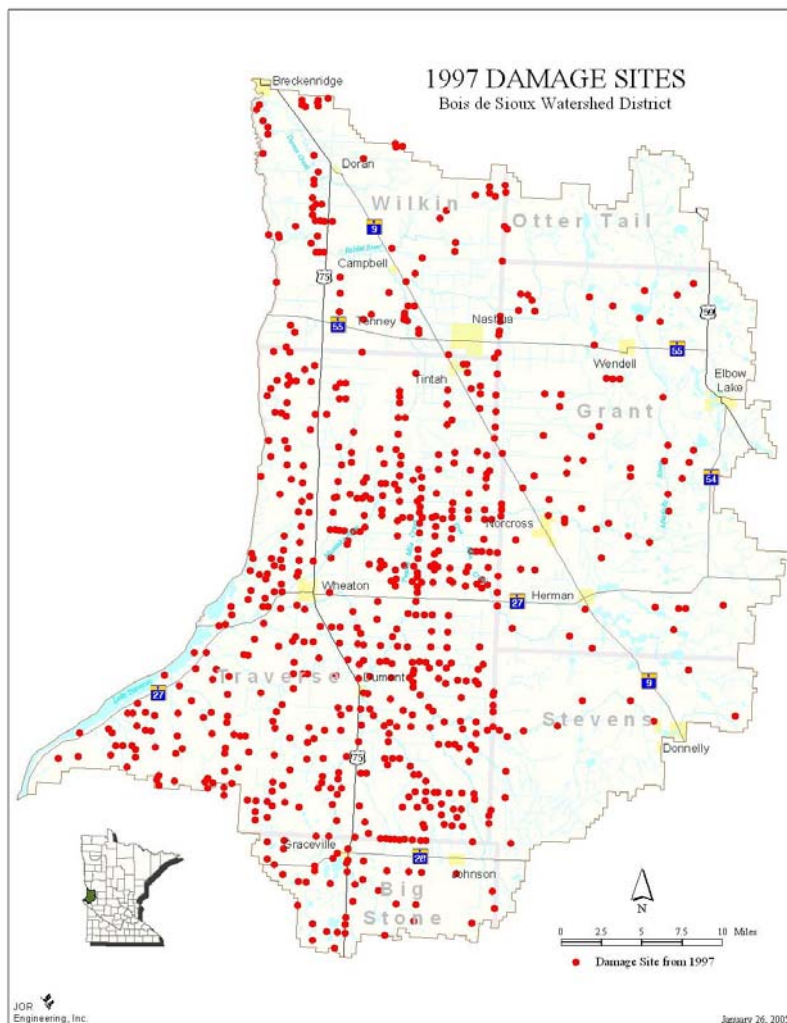 1997 DAMAGE SITES
Bois de Sioux Watershed District
Breckenridge
Doran
Wilkin
Otter Tail
9
Campbell
75
59
55
Tenney
Nashua
55
Wendell
Tintah
Elbow
Lake
Grant
54
Norcross
Wheaton
27
Herman
Traverse
Dumont
27
9
Stevens
Donnelly
75
Graceville
28
Johnson
Big
Stone
N
0 2.5 5 10 Miles
Damage Site from 1997
JOR
Engineering, Inc.
January 26, 2005